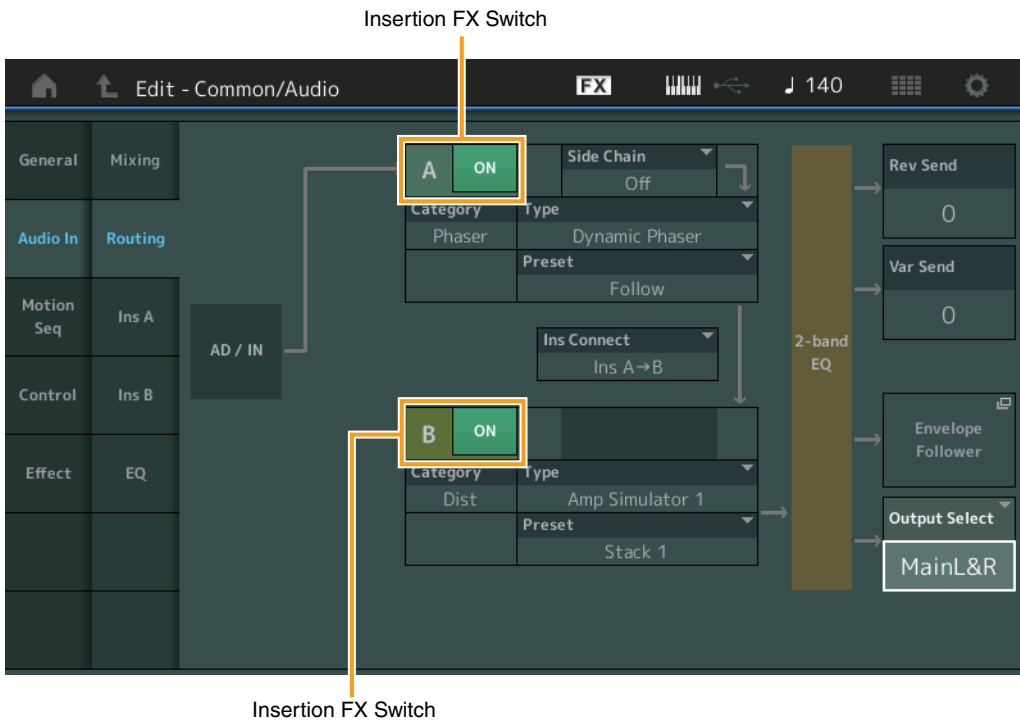 Insertion FX Switch
Edit - Common/Audio
FX
♩ 140
General
Mixing
Audio In
Routing
Motion
Seq
Ins A
Control
Ins B
Effect
EQ
AD / IN
A
ON
Side Chain
Off
Category
Type
Phaser
Dynamic Phaser
Preset
Follow
Ins Connect
Ins A→B
B
ON
Category
Type
Dist
Amp Simulator 1
Preset
Stack 1
2-band
EQ
Rev Send
0
Var Send
0
Envelope
Follower
Output Select
MainL&R
Insertion FX Switch